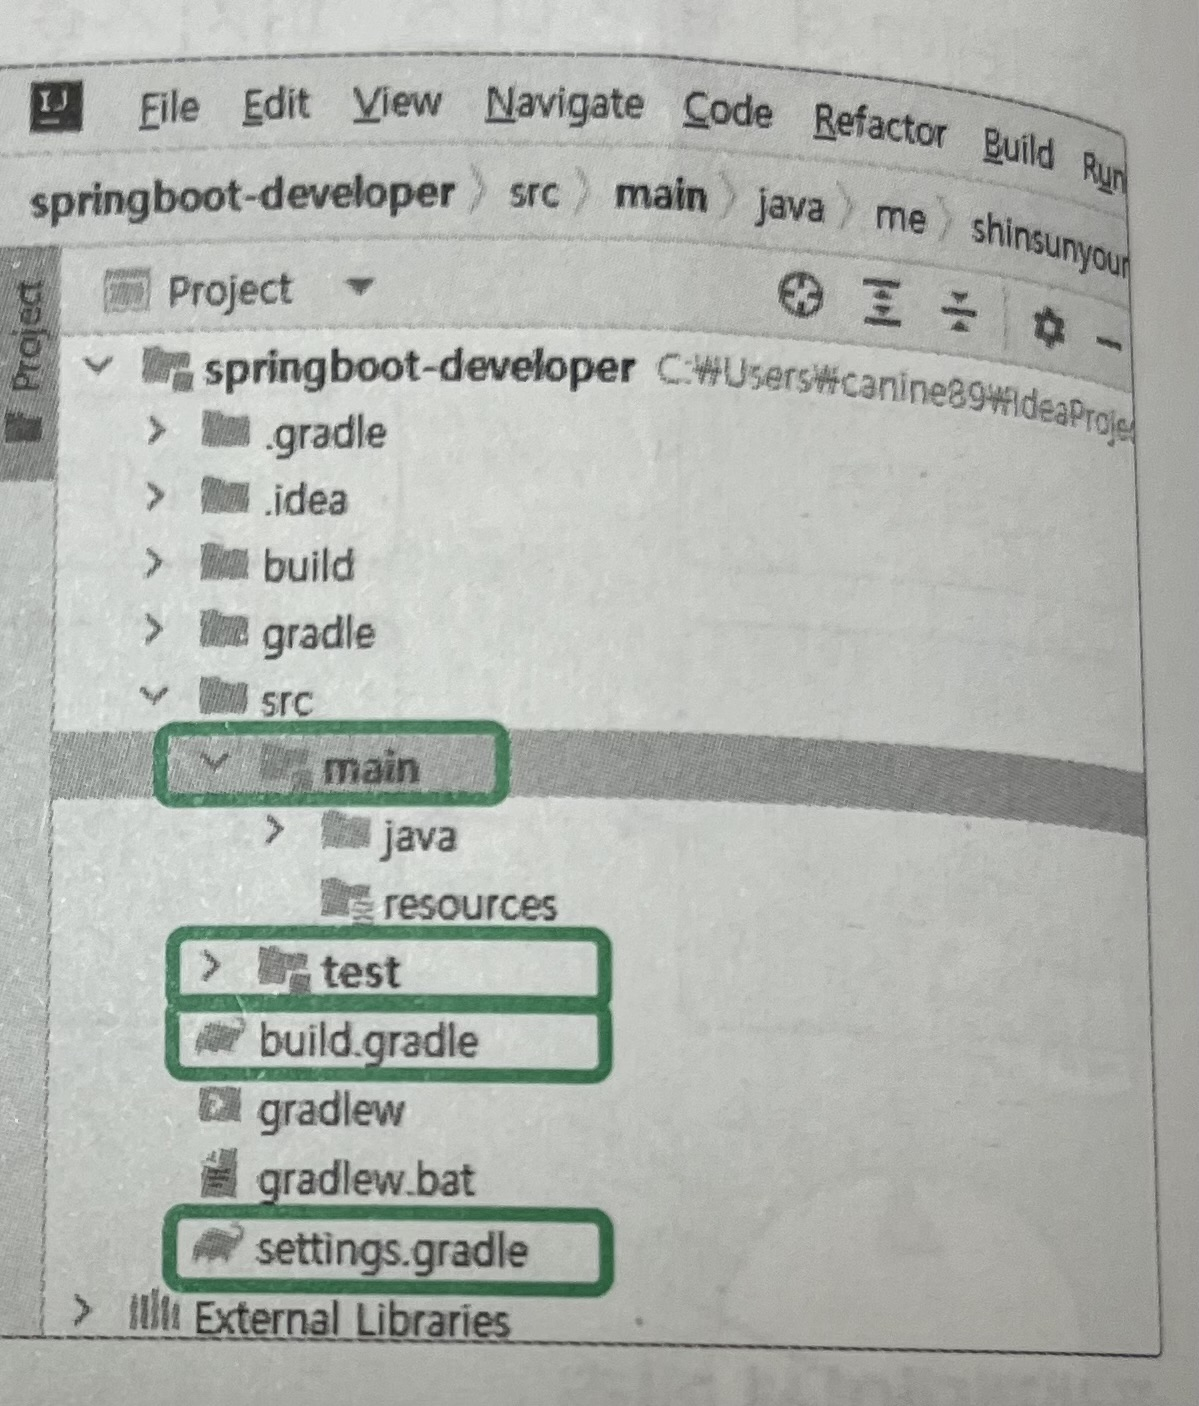 IJ File Edit View Navigate Code Refactor Build Run
springboot-developer 〉 src 〉 main 〉 java 〉 me 〉 shinsunyour
Project
Project
springboot-developer C:₩Users₩canine89₩IdeaProjec
.gradle
.idea
build
gradle
src
main
java
resources
test
build.gradle
gradlew
gradlew.bat
settings.gradle
External Libraries